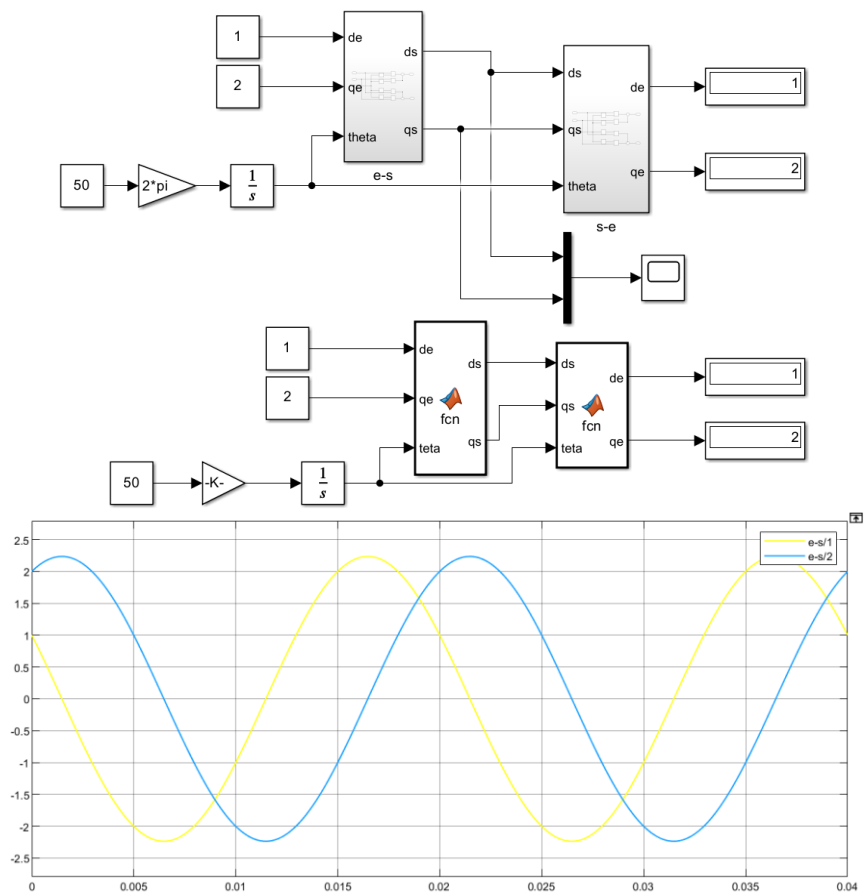 1
de
ds
2
qe
ds
de
1
qs
qs
theta
50
2*pi
1
s
e-s
theta
qe
2
s-e
1
de
ds
ds
de
1
2
qe
fcn
qs
fcn
qs
teta
teta
qe
2
50
-K-
1
s
2.5
2
1.5
1
0.5
0
-0.5
-1
-1.5
-2
-2.5
e-s/1
e-s/2
0 0.005 0.01 0.015 0.02 0.025 0.03 0.035 0.04